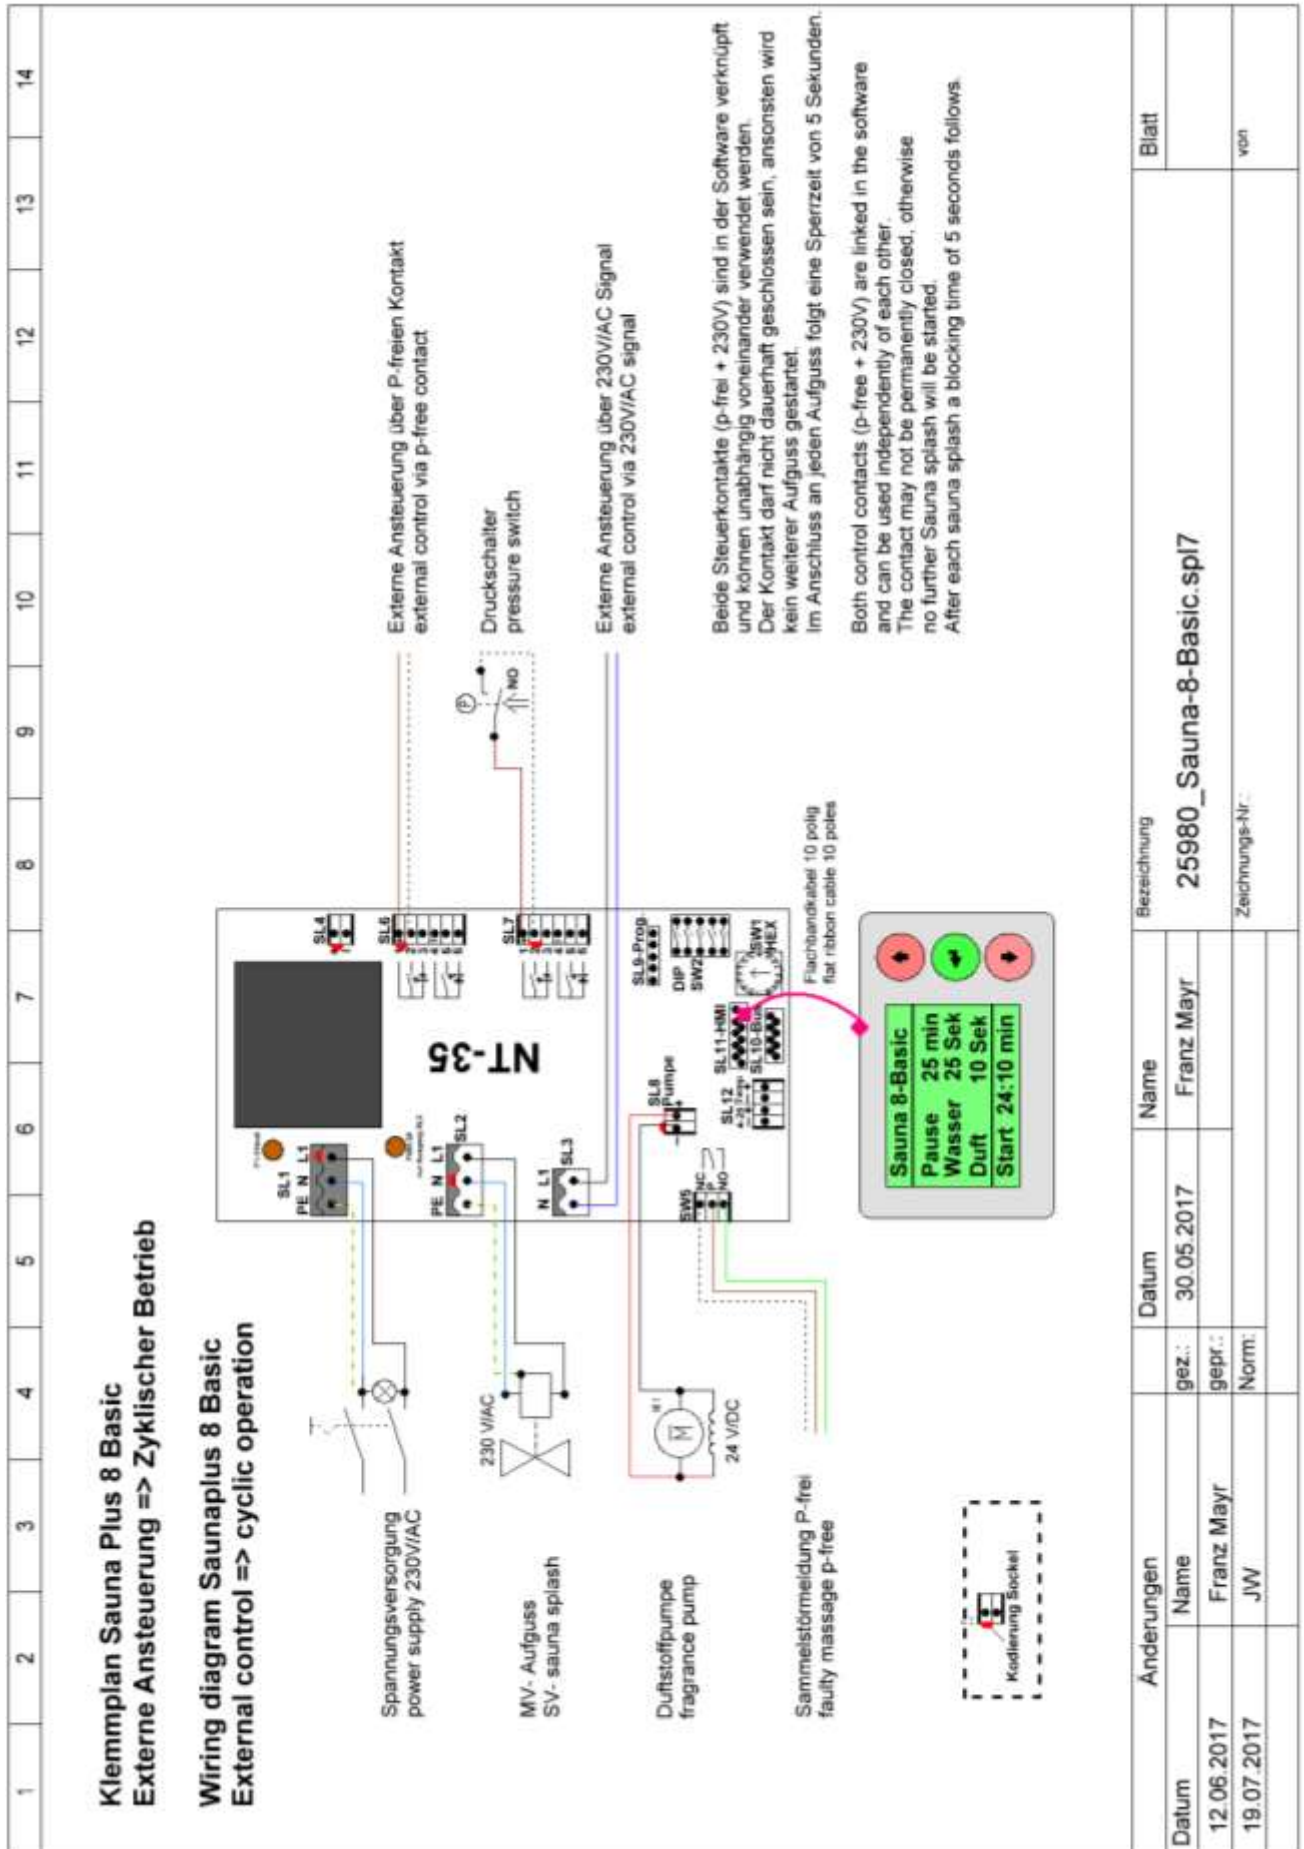 1 2 3 4 5 6 7 8 9 10 11 12 13 14
Klemmplan Sauna Plus 8 Basic
Externe Ansteuerung => Zyklischer Betrieb
Wiring diagram Saunaplus 8 Basic
External control => cyclic operation
Spannungsversorgung
power supply 230V/AC
MV- Aufguss
SV- sauna splash
230 V/AC
Duftstoffpumpe
fragrance pump
M
24 V/DC
Sammelstörmeldung P-frei
faulty massage p-free
Kodierung Sockel
SL1
PE N L1
SL2
PE N L1
SL3
N L1
NT-35
SL4
SL6
SL7
SL8
Pumpe
- +
SW5
NC
P
NO
SL12
SL11-HMI
SL10-Bus
SL9-Prog
DIP
SW2
SW1
HEX
Flachbandkabel 10 polig
flat ribbon cable 10 poles
Sauna 8-Basic
Pause 25 min
Wasser 25 Sek
Duft 10 Sek
Start 24:10 min
Externe Ansteuerung über P-freien Kontakt
external control via p-free contact
P
NO
Druckschalter
pressure switch
Externe Ansteuerung über 230V/AC Signal
external control via 230V/AC signal
Beide Steuerkontakte (p-frei + 230V) sind in der Software verknüpft
und können unabhängig voneinander verwendet werden.
Der Kontakt darf nicht dauerhaft geschlossen sein, ansonsten wird
kein weiterer Aufguss gestartet.
Im Anschluss an jeden Aufguss folgt eine Sperrzeit von 5 Sekunden.
Both control contacts (p-free + 230V) are linked in the software
and can be used independently of each other.
The contact may not be permanently closed, otherwise
no further Sauna splash will be started.
After each sauna splash a blocking time of 5 seconds follows.
Änderungen
Datum Name
12.06.2017 Franz Mayr
19.07.2017 JW
Datum Name
gez.: 30.05.2017 Franz Mayr
gepr.:
Norm:
Bezeichnung
25980_Sauna-8-Basic.spl7
Zeichnungs-Nr.:
Blatt
von